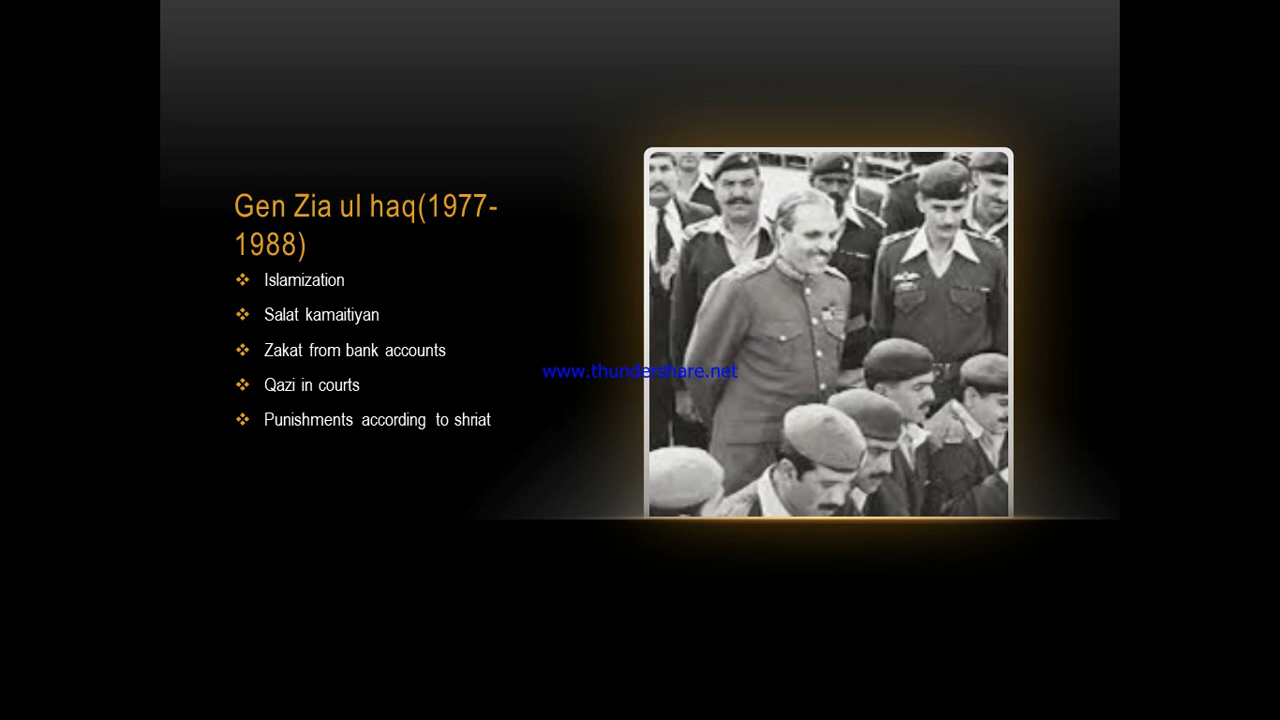 Gen Zia ul haq(1977-
1988)
Islamization
Salat kamaitiyan
Zakat from bank accounts
www.thundershare.net
Qazi in courts
Punishments according to shriat